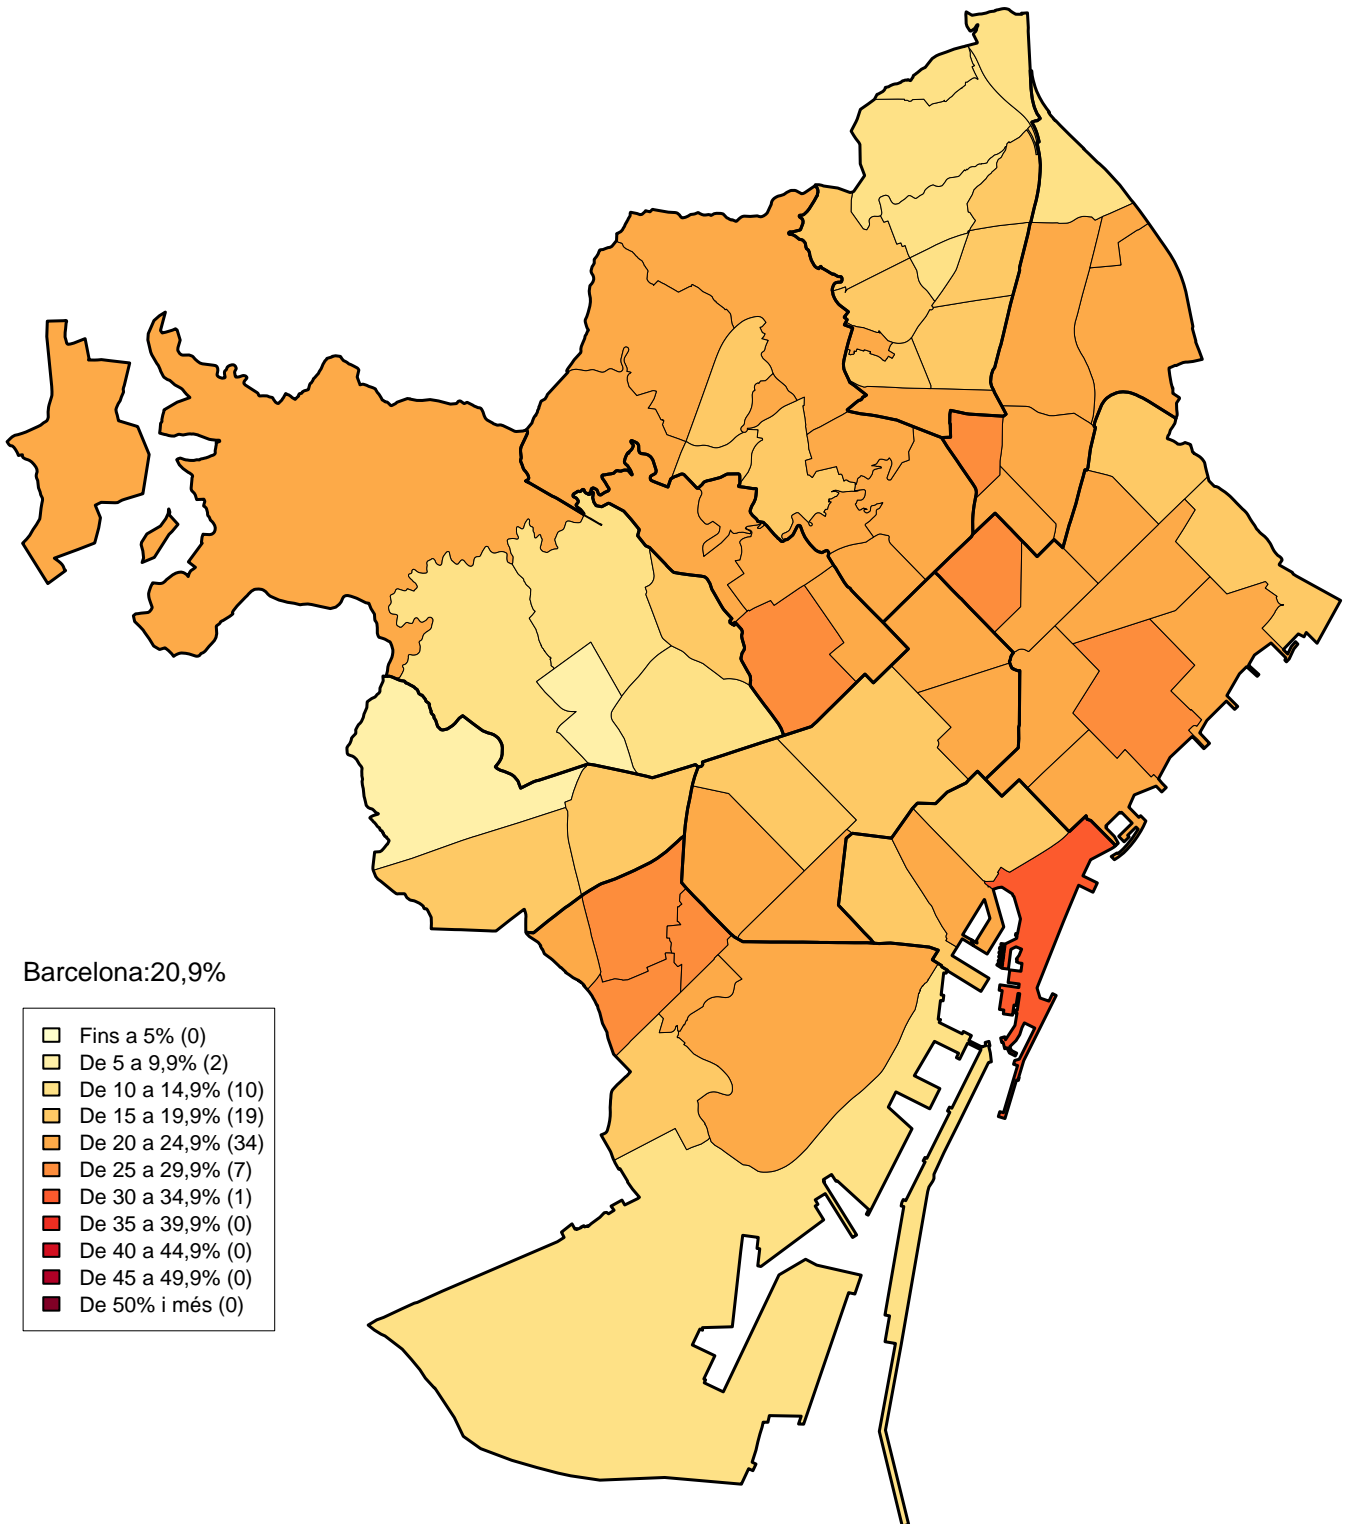 Barcelona:20,9%
Fins a 5% (0)
De 5 a 9,9% (2)
De 10 a 14,9% (10)
De 15 a 19,9% (19)
De 20 a 24,9% (34)
De 25 a 29,9% (7)
De 30 a 34,9% (1)
De 35 a 39,9% (0)
De 40 a 44,9% (0)
De 45 a 49,9% (0)
De 50% i més (0)